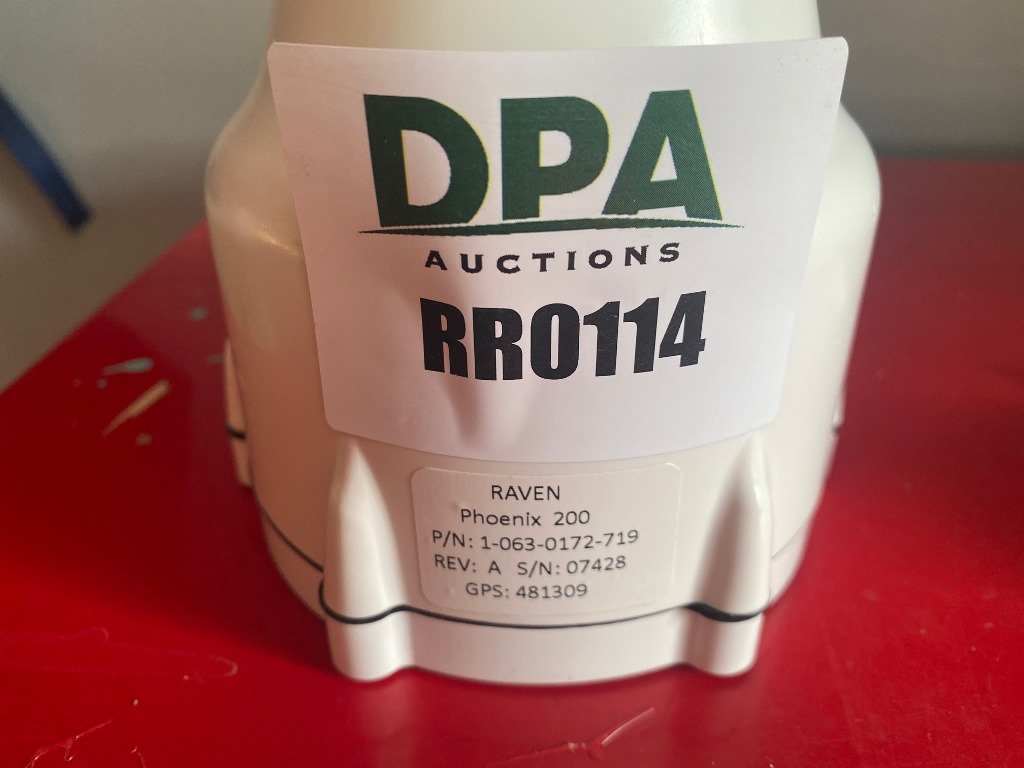 DPA
AUCTIONS
RR0114
RAVEN
Phoenix 200
P/N: 1-063-0172-719
REV: A S/N: 07428
GPS: 481309